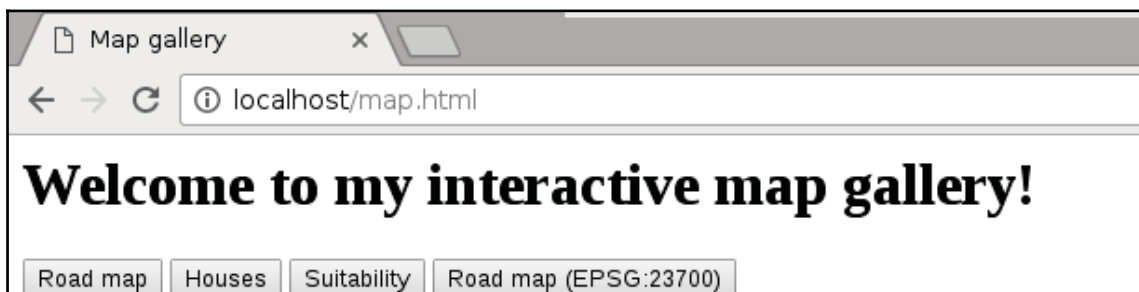 Map gallery
localhost/map.html
Welcome to my interactive map gallery!
Road map Houses Suitability Road map (EPSG:23700)